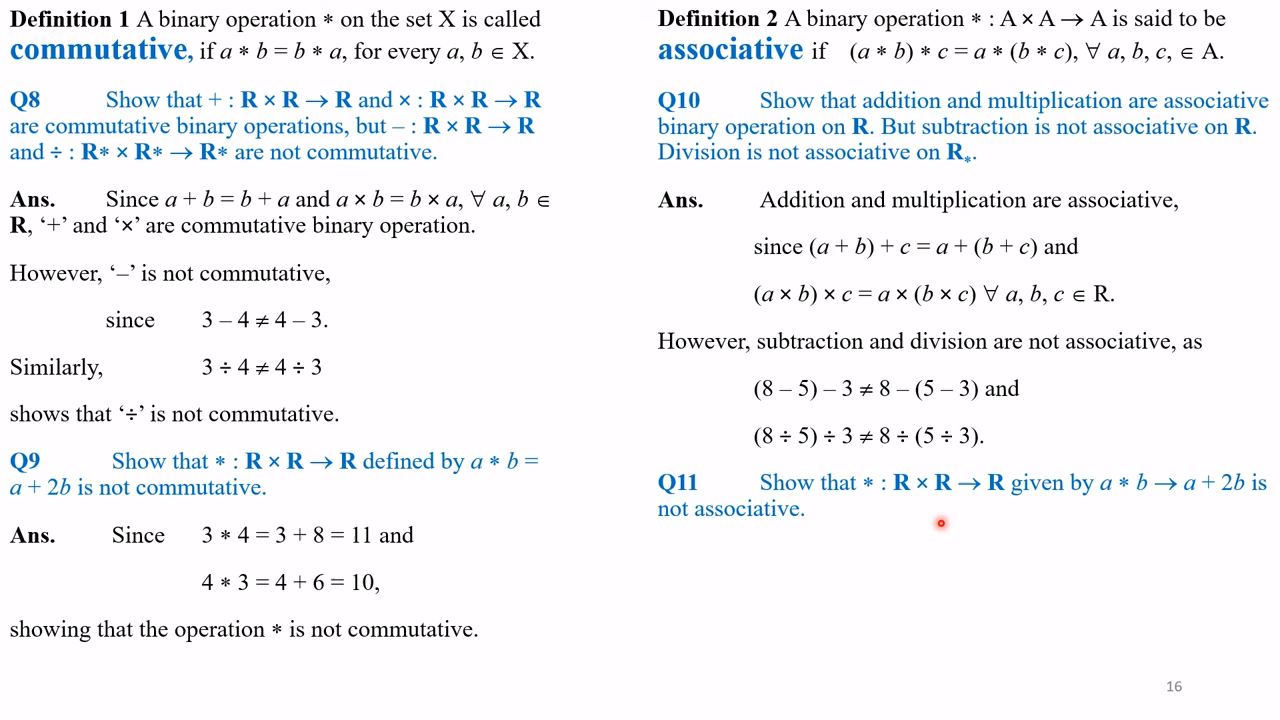 Definition 1 A binary operation ∗ on the set X is called
commutative, if a ∗ b = b ∗ a, for every a, b ∈ X.
Q8 Show that + : R × R → R and × : R × R → R
are commutative binary operations, but – : R × R → R
and ÷ : R∗ × R∗ → R∗ are not commutative.
Ans. Since a + b = b + a and a × b = b × a, ∀ a, b ∈
R, ‘+’ and ‘×’ are commutative binary operation.
However, ‘–’ is not commutative,
since 3 – 4 ≠ 4 – 3.
Similarly, 3 ÷ 4 ≠ 4 ÷ 3
shows that ‘÷’ is not commutative.
Q9 Show that ∗ : R × R → R defined by a ∗ b =
a + 2b is not commutative.
Ans. Since 3 ∗ 4 = 3 + 8 = 11 and
4 ∗ 3 = 4 + 6 = 10,
showing that the operation ∗ is not commutative.
Definition 2 A binary operation ∗ : A × A → A is said to be
associative if (a ∗ b) ∗ c = a ∗ (b ∗ c), ∀ a, b, c, ∈ A.
Q10 Show that addition and multiplication are associative
binary operation on R. But subtraction is not associative on R.
Division is not associative on R∗.
Ans. Addition and multiplication are associative,
since (a + b) + c = a + (b + c) and
(a × b) × c = a × (b × c) ∀ a, b, c ∈ R.
However, subtraction and division are not associative, as
(8 – 5) – 3 ≠ 8 – (5 – 3) and
(8 ÷ 5) ÷ 3 ≠ 8 ÷ (5 ÷ 3).
Q11 Show that ∗ : R × R → R given by a ∗ b → a + 2b is
not associative.
16